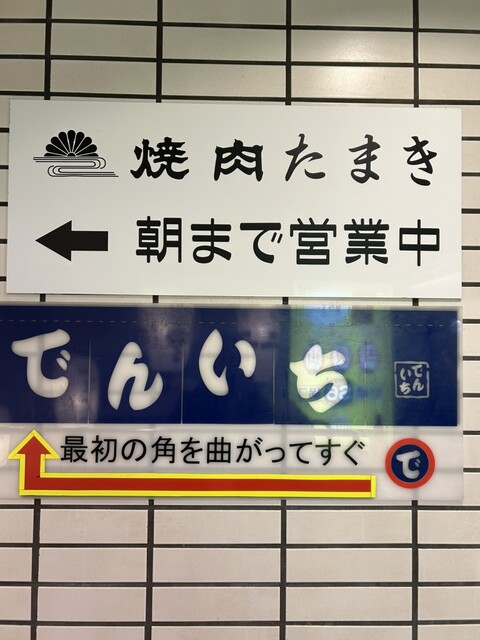 焼肉たまき
朝まで営業中
でんいち
でん
いち
最初の角を曲がってすぐ
で